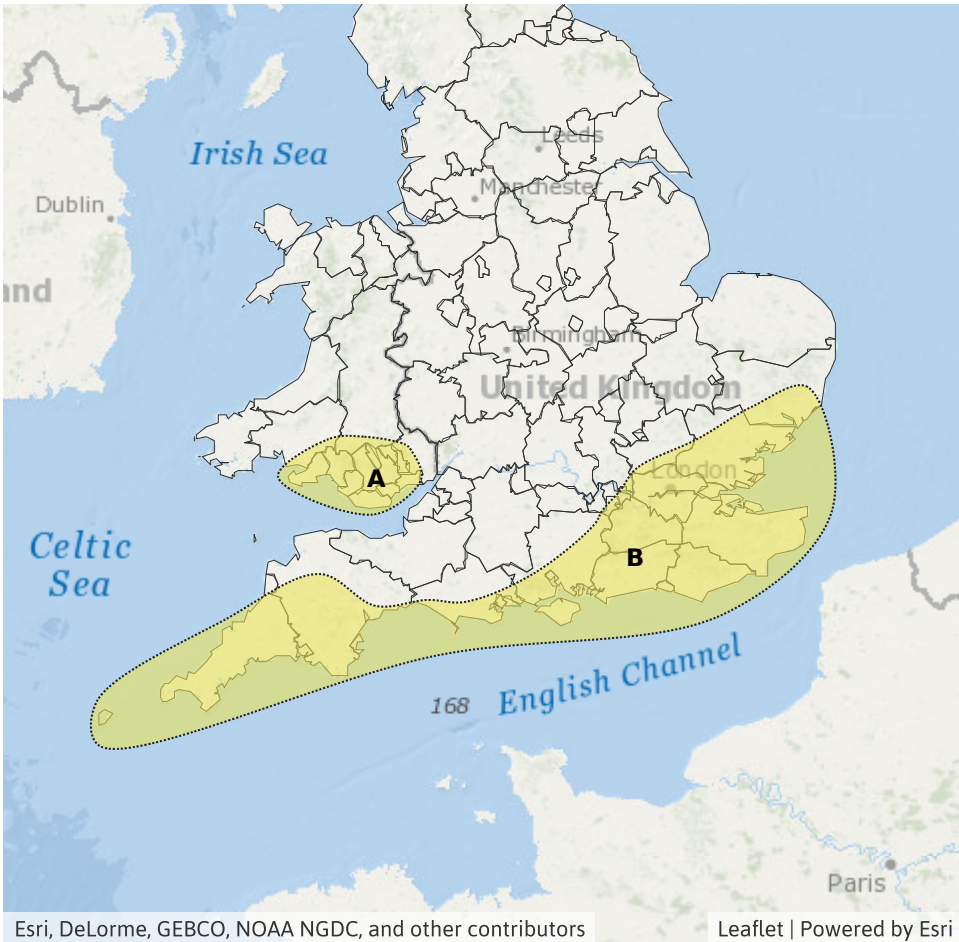 Leeds
Irish Sea
Manchester
Dublin
and
Birmingham
United Kingdom
A
London
Celtic
Sea
B
English Channel
168
Paris
Esri, DeLorme, GEBCO, NOAA NGDC, and other contributors
Leaflet | Powered by Esri